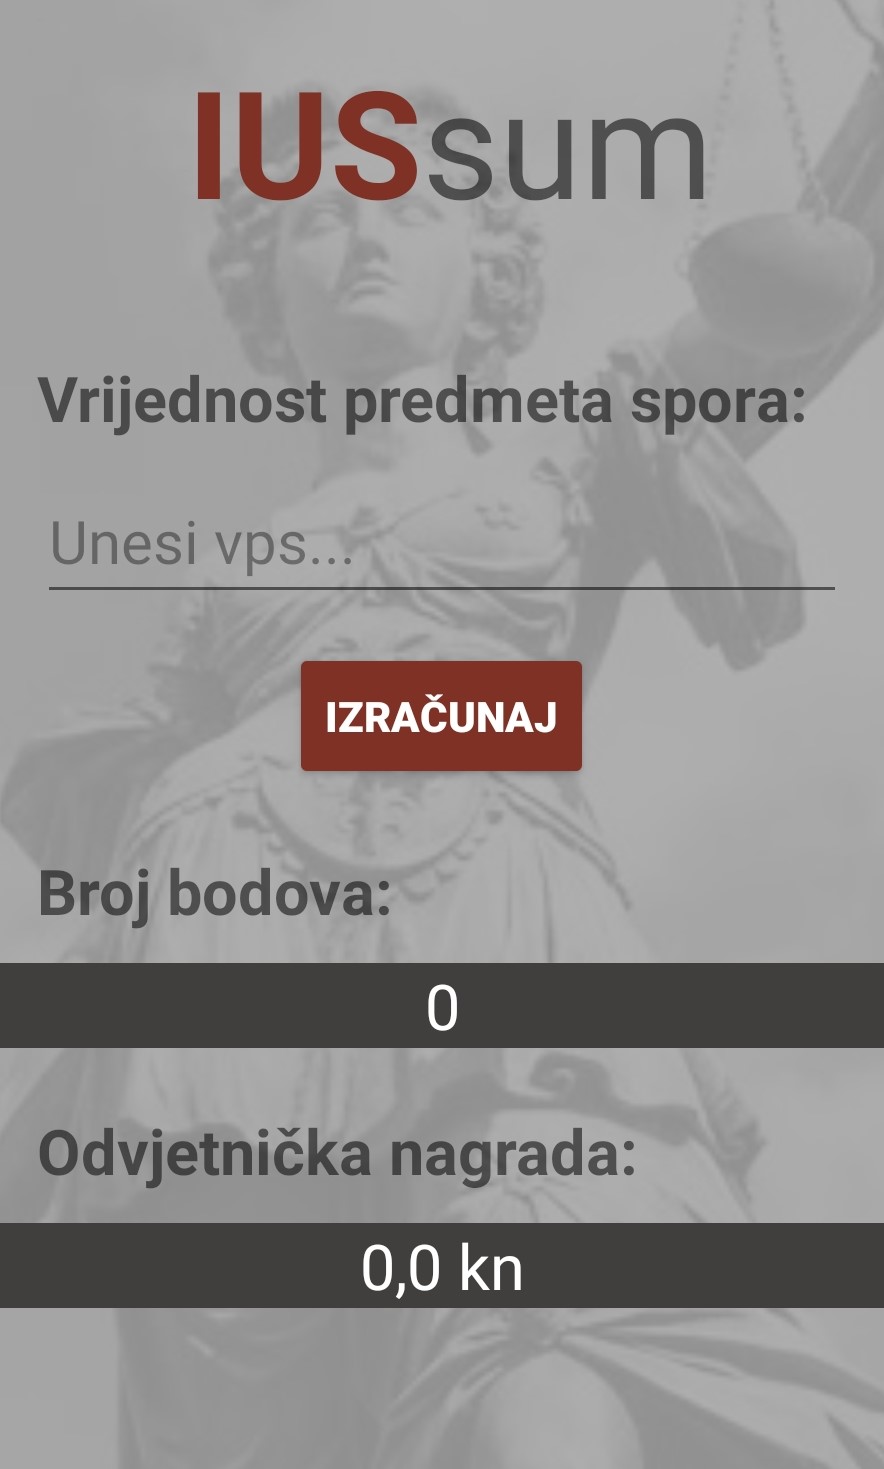 IUSsum
Vrijednost predmeta spora:
Unesi vps...
IZRAČUNAJ
Broj bodova:
0
Odvjetnička nagrada:
0,0 kn